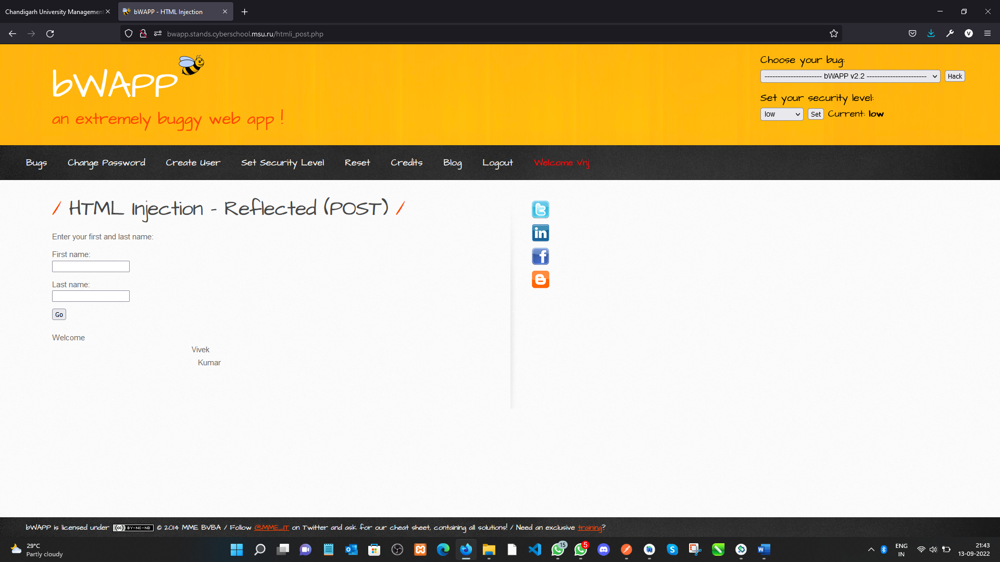 Chandigarh University Management
bWAPP - HTML Injection
bwapp.stands.cyberschool.msu.ru/htmli_post.php
bWAPP
an extremely buggy web app !
Choose your bug:
---------------------- bWAPP v2.2 -----------------------
Hack
Set your security level:
low
Set
Current: low
Bugs
Change Password
Create User
Set Security Level
Reset
Credits
Blog
Logout
Welcome Vnj
/ HTML Injection - Reflected (POST) /
Enter your first and last name:
First name:
Last name:
Go
Welcome
Vivek
Kumar
bWAPP is licensed under (cc) BY-NC-ND © 2014 MME BVBA / Follow @MME_IT on Twitter and ask for our cheat sheet, containing all solutions! / Need an exclusive training?
29°C
Partly cloudy
15
5
ENG
IN
21:43
13-09-2022